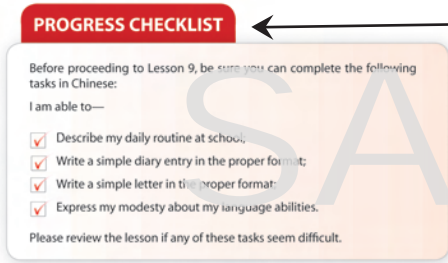 PROGRESS CHECKLIST
Before proceeding to Lesson 9, be sure you can complete the following
tasks in Chinese:
I am able to—
Describe my daily routine at school;
Write a simple diary entry in the proper format;
Write a simple letter in the proper format;
Express my modesty about my language abilities.
Please review the lesson if any of these tasks seem difficult.
SA